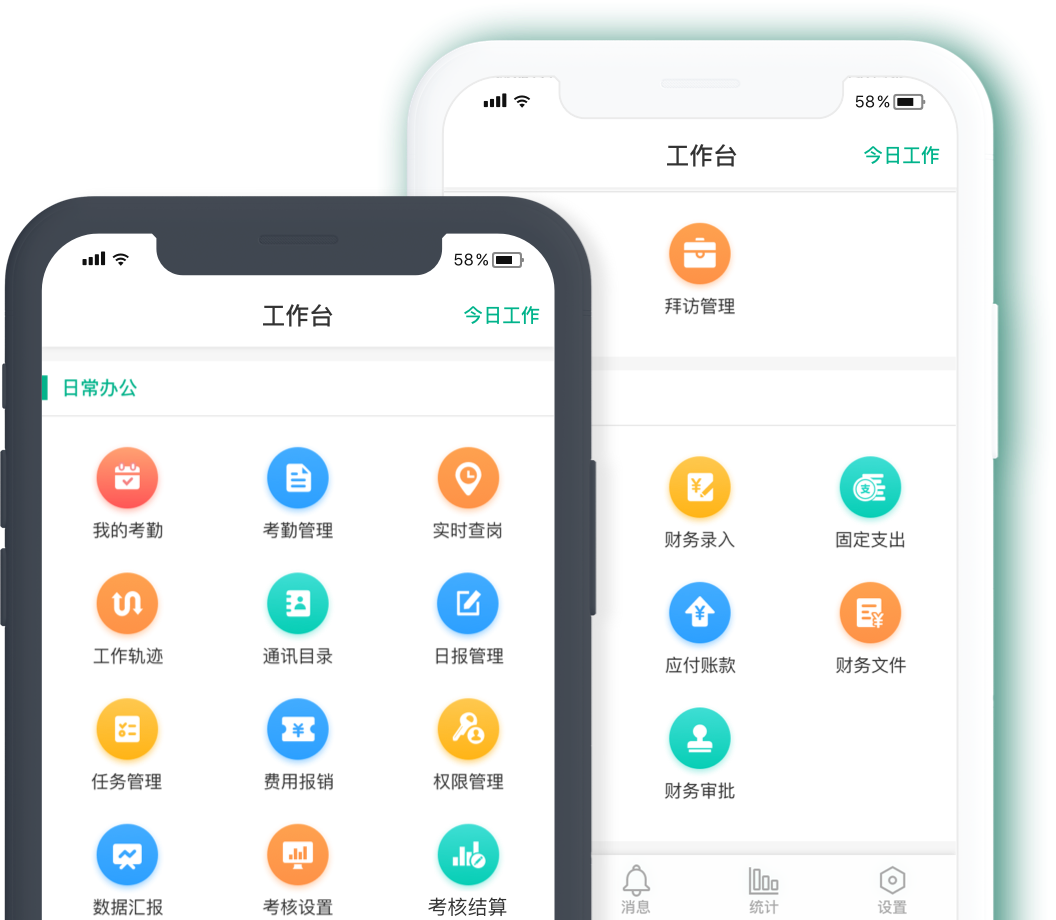 58%
工作台 今日工作
拜访管理
财务录入 固定支出
应付账款 财务文件
财务审批
消息 统计 设置
58%
工作台 今日工作
日常办公
我的考勤 考勤管理 实时查岗
工作轨迹 通讯目录 日报管理
任务管理 费用报销 权限管理
数据汇报 考核设置 考核结算